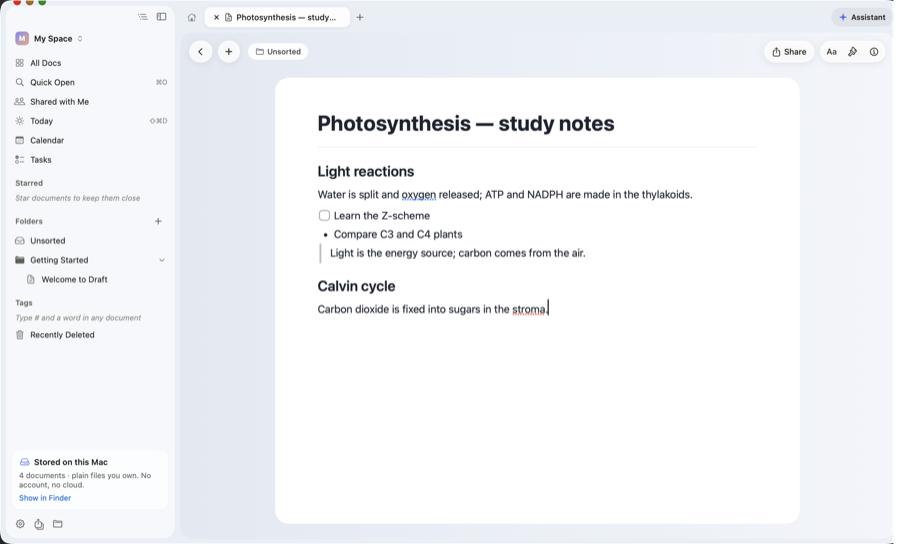 Photosynthesis — study...
Assistant
M My Space
All Docs
Quick Open ⌘O
Shared with Me
Today ⇧⌘D
Calendar
Tasks
Starred
Star documents to keep them close
Folders
Unsorted
Getting Started
Welcome to Draft
Tags
Type # and a word in any document
Recently Deleted
Stored on this Mac
4 documents · plain files you own. No
account, no cloud.
Show in Finder
Unsorted
Share
Aa
Photosynthesis — study notes
Light reactions
Water is split and oxygen released; ATP and NADPH are made in the thylakoids.
Learn the Z-scheme
• Compare C3 and C4 plants
Light is the energy source; carbon comes from the air.
Calvin cycle
Carbon dioxide is fixed into sugars in the stroma.